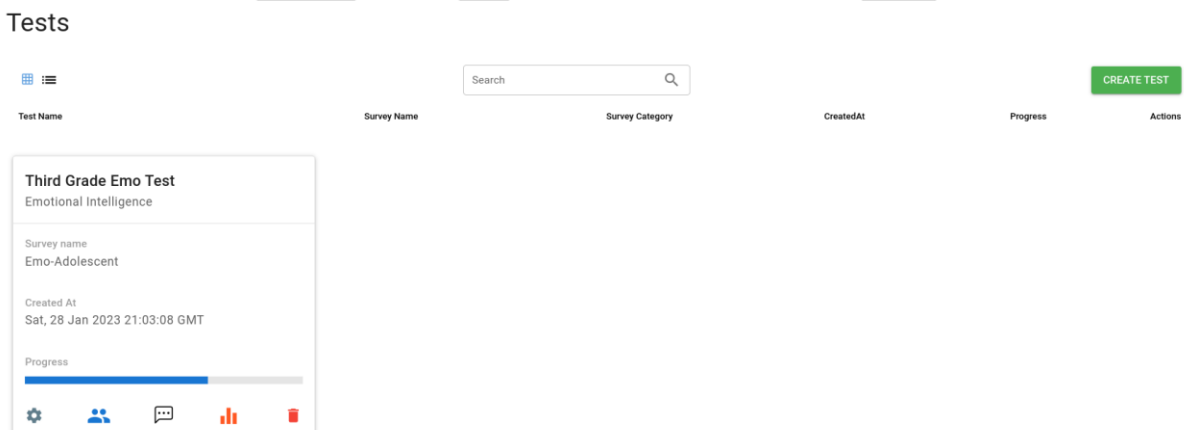 Tests
Search
CREATE TEST
Test Name Survey Name Survey Category CreatedAt Progress Actions
Third Grade Emo Test
Emotional Intelligence
Survey name
Emo-Adolescent
Created At
Sat, 28 Jan 2023 21:03:08 GMT
Progress